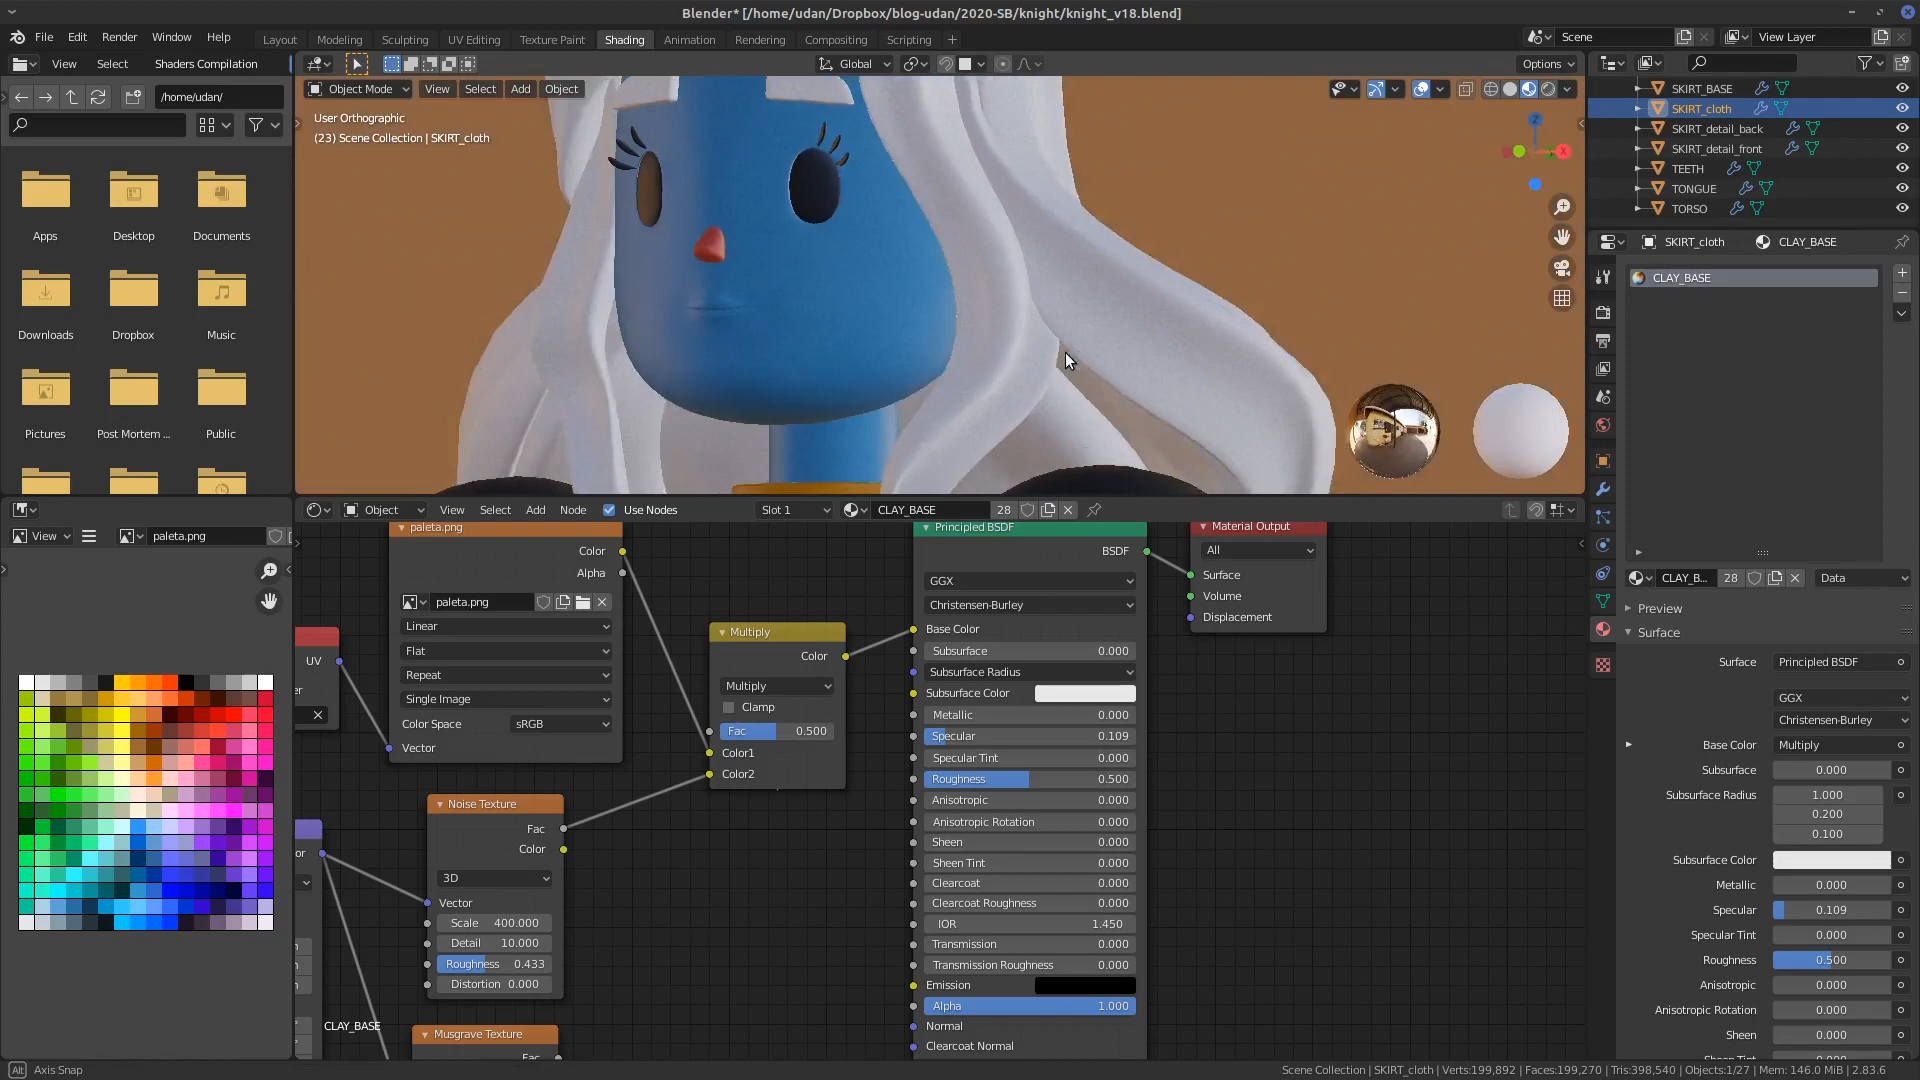 Blender* [/home/udan/Dropbox/blog-udan/2020-SB/knight/knight_v18.blend]
File Edit Render Window Help
Layout Modeling Sculpting UV Editing Texture Paint Shading Animation Rendering Compositing Scripting +
Scene View Layer
View Select Shaders Compilation
Global Options
/home/udan/
Object Mode View Select Add Object
User Orthographic
(23) Scene Collection | SKIRT_cloth
Z
X
SKIRT_BASE
SKIRT_cloth
SKIRT_detail_back
SKIRT_detail_front
TEETH
TONGUE
TORSO
Apps Desktop Documents
Downloads Dropbox Music
Pictures Post Mortem ... Public
SKIRT_cloth CLAY_BASE
CLAY_BASE
View paleta.png
Object View Select Add Node Use Nodes Slot 1 CLAY_BASE 28
paleta.png
Color
Alpha
paleta.png
Linear
Flat
Repeat
Single Image
Color Space sRGB
Vector
UV
er
Multiply
Color
Multiply
Clamp
Fac 0.500
Color1
Color2
Noise Texture
Fac
Color
3D
Vector
Scale 400.000
Detail 10.000
Roughness 0.433
Distortion 0.000
or
Musgrave Texture
Fac
CLAY_BASE
Principled BSDF
BSDF
GGX
Christensen-Burley
Base Color
Subsurface 0.000
Subsurface Radius
Subsurface Color
Metallic 0.000
Specular 0.109
Specular Tint 0.000
Roughness 0.500
Anisotropic 0.000
Anisotropic Rotation 0.000
Sheen 0.000
Sheen Tint 0.000
Clearcoat 0.000
Clearcoat Roughness 0.000
IOR 1.450
Transmission 0.000
Transmission Roughness 0.000
Emission
Alpha 1.000
Normal
Clearcoat Normal
Material Output
All
Surface
Volume
Displacement
CLAY_B... 28 Data
Preview
Surface
Surface Principled BSDF
GGX
Christensen-Burley
Base Color Multiply
Subsurface 0.000
Subsurface Radius 1.000
0.200
0.100
Subsurface Color
Metallic 0.000
Specular 0.109
Specular Tint 0.000
Roughness 0.500
Anisotropic 0.000
Anisotropic Rotation 0.000
Sheen 0.000
Sheen Tint 0.000
Alt Axis Snap
Scene Collection | SKIRT_cloth | Verts:199,892 | Faces:199,270 | Tris:398,540 | Objects:1/27 | Mem: 146.0 MiB | 2.83.6